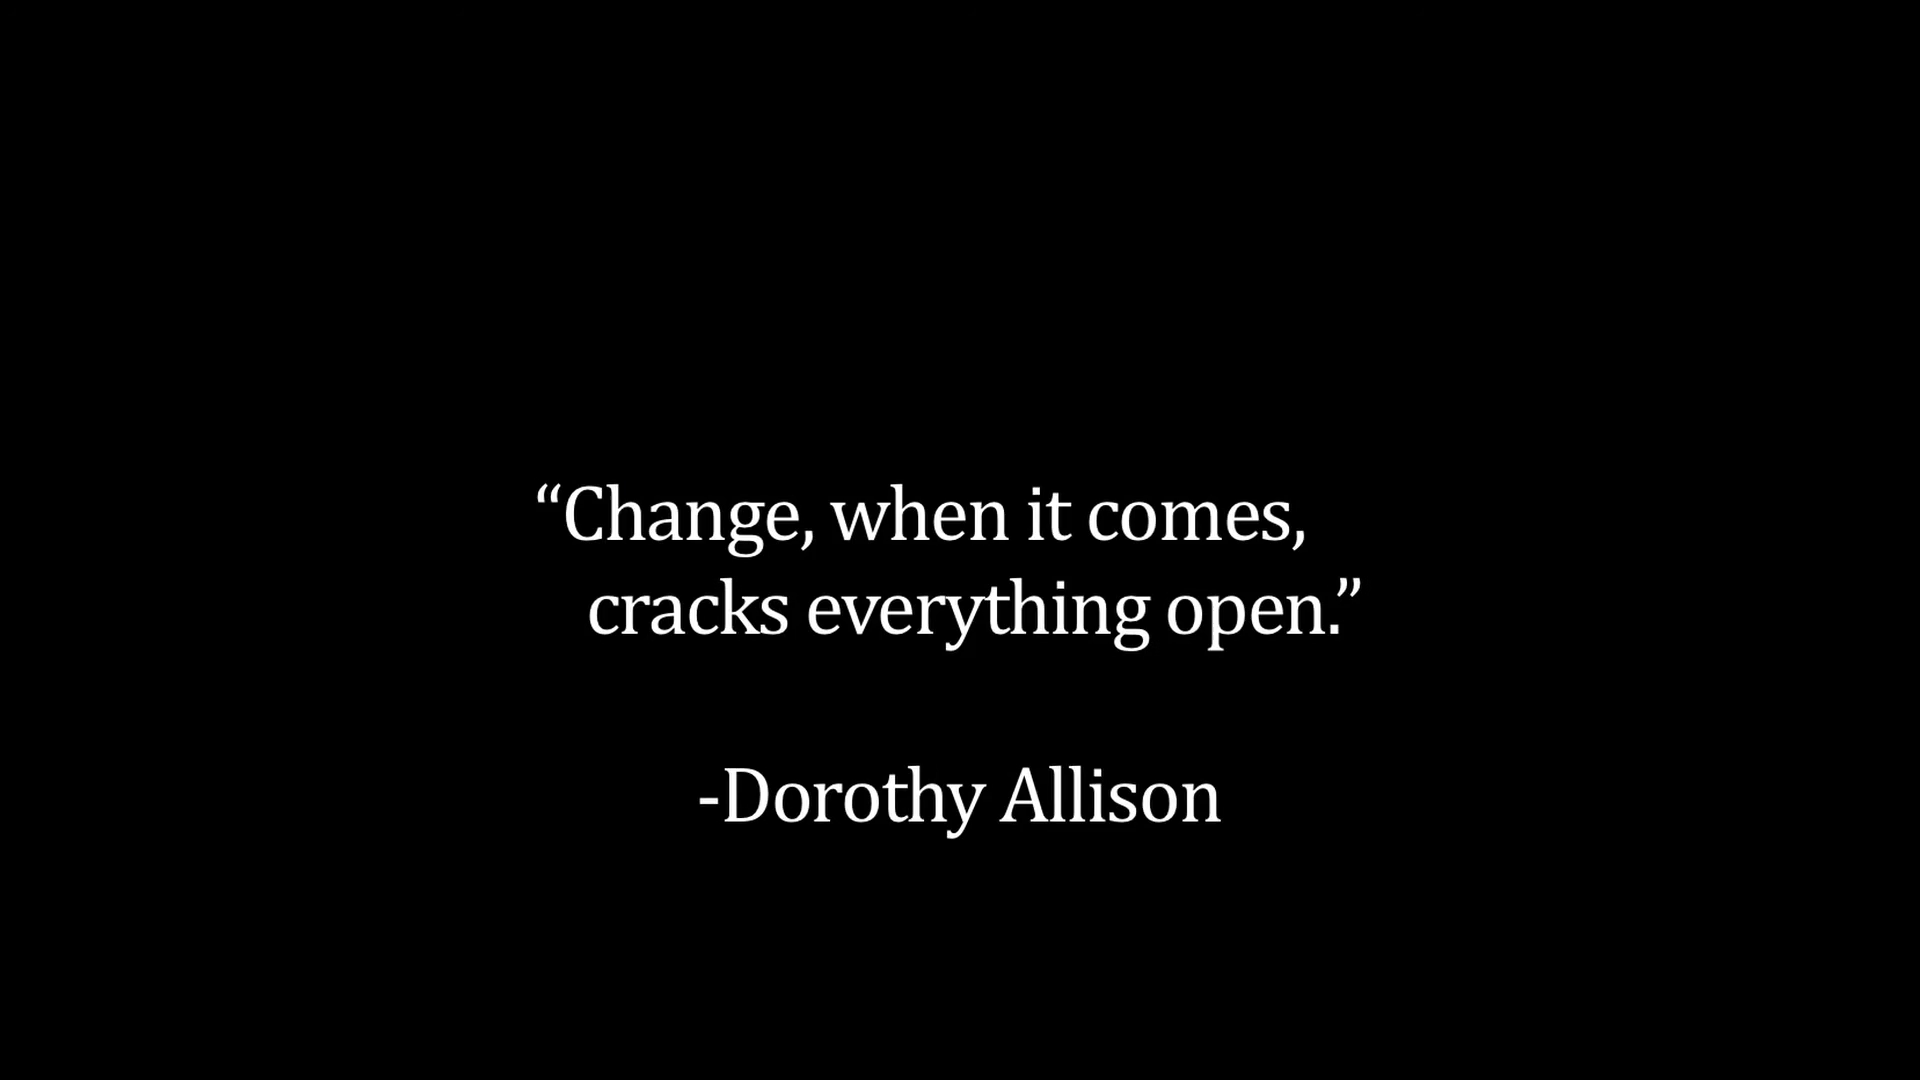 “Change, when it comes,
cracks everything open.”
-Dorothy Allison